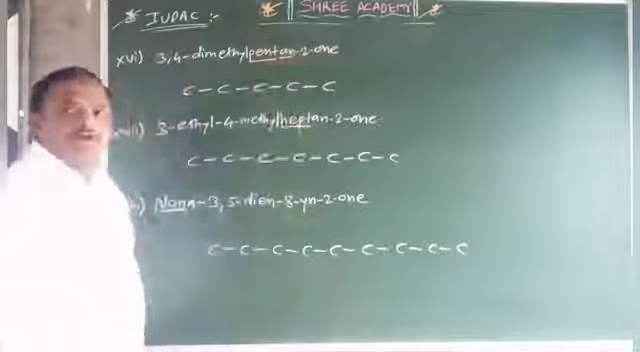 * IUPAC :- * || SHREE ACADEMY || *
xvi) 3,4-dimethylpentan-2-one
C-C-C-C-C
3-ethyl-4-methylheptan-2-one
C-C-C-C-C-C-C
Nona-3,5-dien-8-yn-2-one
C-C-C-C-C-C-C-C-C